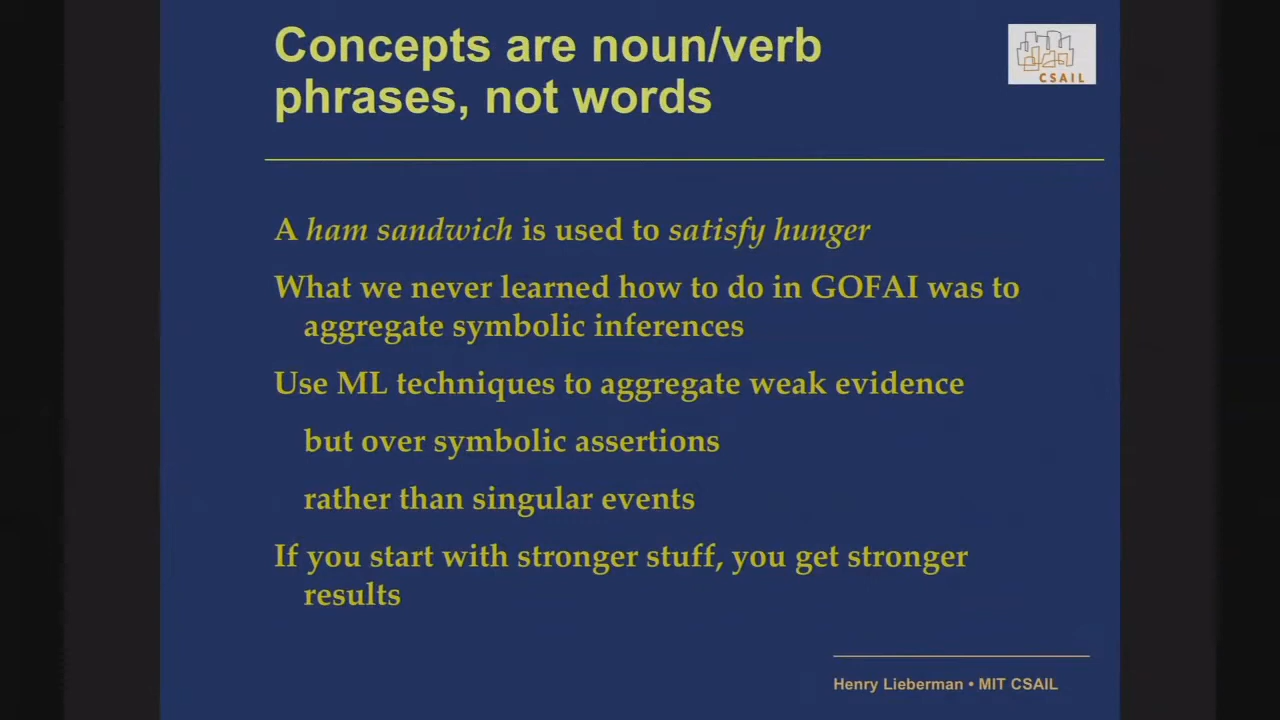 Concepts are noun/verb
phrases, not words
CSAIL
A ham sandwich is used to satisfy hunger
What we never learned how to do in GOFAI was to
aggregate symbolic inferences
Use ML techniques to aggregate weak evidence
but over symbolic assertions
rather than singular events
If you start with stronger stuff, you get stronger
results
Henry Lieberman • MIT CSAIL